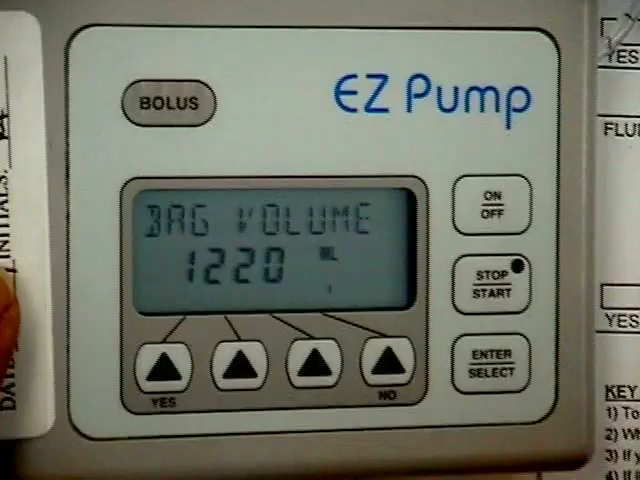 INITIALS:
DATE
BOLUS
EZ Pump
BAG VOLUME
1220 ML
YES
NO
ON
OFF
STOP
START
ENTER
SELECT
YES
FLUI
YES
KEY
1) To
2) Wh
3) If y
4) If